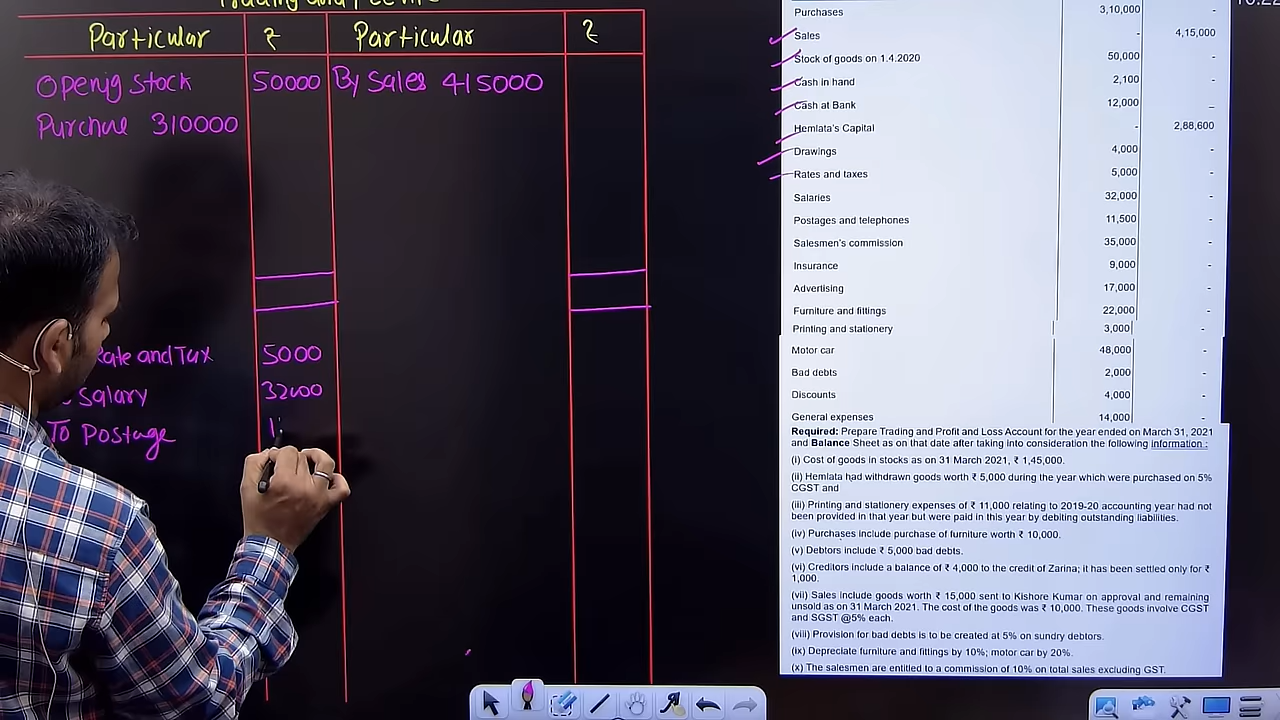 Particular ₹ Particular ₹
Openig stock 50000 By Sales 415000
Purchase 310000
Rate and Tax 5000
Salary 32000
To Postage
Purchases 3,10,000 -
Sales - 4,15,000
Stock of goods on 1.4.2020 50,000 -
Cash in hand 2,100 -
Cash at Bank 12,000 _
Hemlata's Capital - 2,88,600
Drawings 4,000 -
Rates and taxes 5,000 -
Salaries 32,000 -
Postages and telephones 11,500 -
Salesmen's commission 35,000 -
Insurance 9,000 -
Advertising 17,000 -
Furniture and fittings 22,000 -
Printing and stationery 3,000 -
Motor car 48,000 -
Bad debts 2,000 -
Discounts 4,000 -
General expenses 14,000 -
Required: Prepare Trading and Profit and Loss Account for the year ended on March 31, 2021
and Balance Sheet as on that date after taking into consideration the following information :
(i) Cost of goods in stocks as on 31 March 2021, ₹ 1,45,000.
(ii) Hemlata had withdrawn goods worth ₹ 5,000 during the year which were purchased on 5%
CGST and
(iii) Printing and stationery expenses of ₹ 11,000 relating to 2019-20 accounting year had not
been provided in that year but were paid in this year by debiting outstanding liabilities.
(iv) Purchases include purchase of furniture worth ₹ 10,000.
(v) Debtors include ₹ 5,000 bad debts.
(vi) Creditors include a balance of ₹ 4,000 to the credit of Zarina; it has been settled only for ₹
1,000.
(vii) Sales include goods worth ₹ 15,000 sent to Kishore Kumar on approval and remaining
unsold as on 31 March 2021. The cost of the goods was ₹ 10,000. These goods involve CGST
and SGST @5% each.
(viii) Provision for bad debts is to be created at 5% on sundry debtors.
(ix) Depreciate furniture and fittings by 10%; motor car by 20%.
(x) The salesmen are entitled to a commission of 10% on total sales excluding GST.